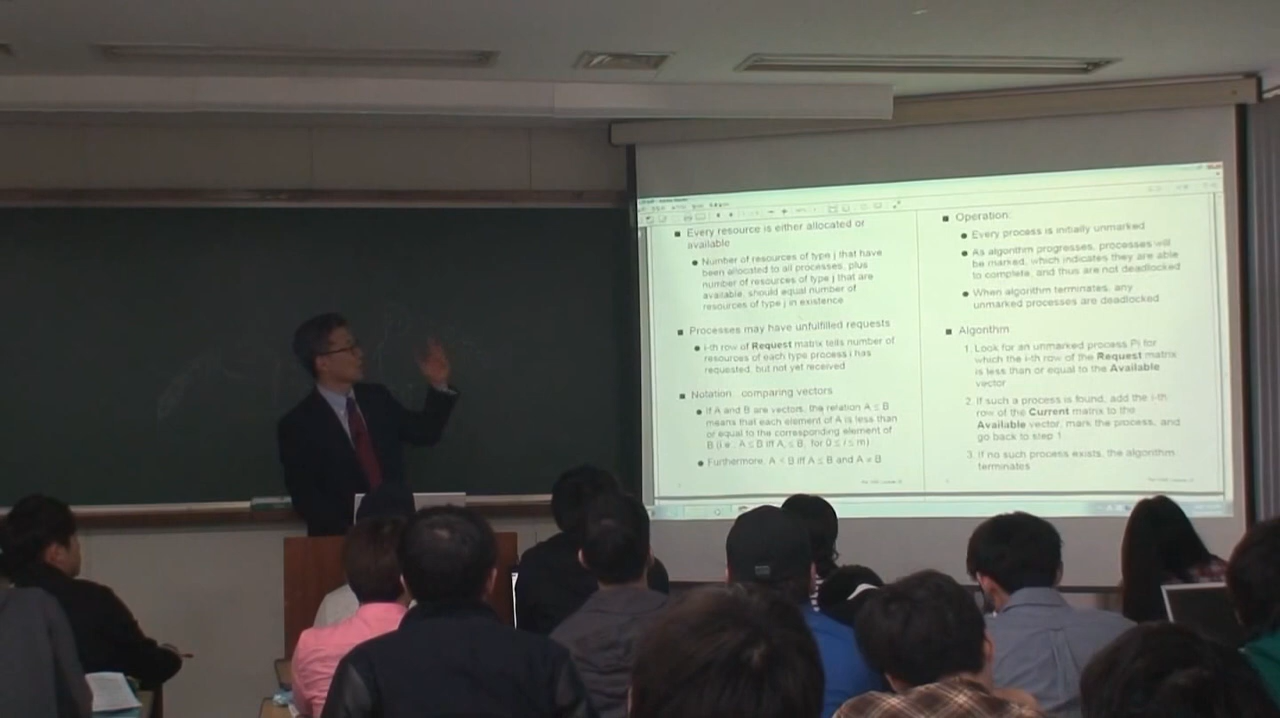 Every resource is either allocated or
available
Number of resources of type j that have
been allocated to all processes, plus
number of resources of type j that are
available, should equal number of
resources of type j in existence
Processes may have unfulfilled requests
i-th row of Request matrix tells number of
resources of each type process i has
requested, but not yet received
Notation: comparing vectors
If A and B are vectors, the relation A ≤ B
means that each element of A is less than
or equal to the corresponding element of
B (i.e., A ≤ B iff Ai ≤ Bi for 0 ≤ i ≤ m)
Furthermore, A < B iff A ≤ B and A ≠ B
Operation:
Every process is initially unmarked
As algorithm progresses, processes will
be marked, which indicates they are able
to complete, and thus are not deadlocked
When algorithm terminates, any
unmarked processes are deadlocked
Algorithm:
1. Look for an unmarked process Pi for
which the i-th row of the Request matrix
is less than or equal to the Available
vector
2. If such a process is found, add the i-th
row of the Current matrix to the
Available vector, mark the process, and
go back to step 1
3. If no such process exists, the algorithm
terminates